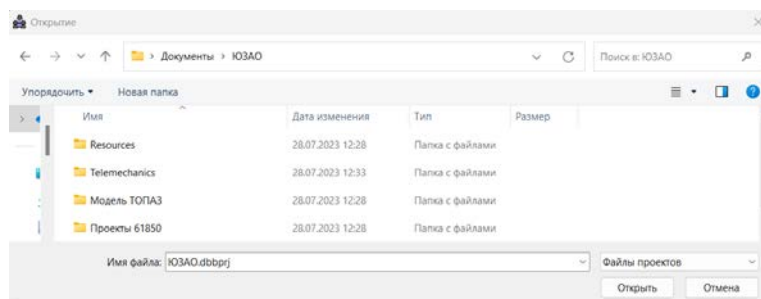 Открытие
Документы > ЮЗАО
Поиск в: ЮЗАО
Упорядочить Новая папка
Имя Дата изменения Тип Размер
Resources 28.07.2023 12:28 Папка с файлами
Telemechanics 28.07.2023 12:33 Папка с файлами
Модель ТОПАЗ 28.07.2023 12:28 Папка с файлами
Проекты 61850 28.07.2023 12:28 Папка с файлами
Имя файла: ЮЗАО.dbbprj Файлы проектов
Открыть Отмена